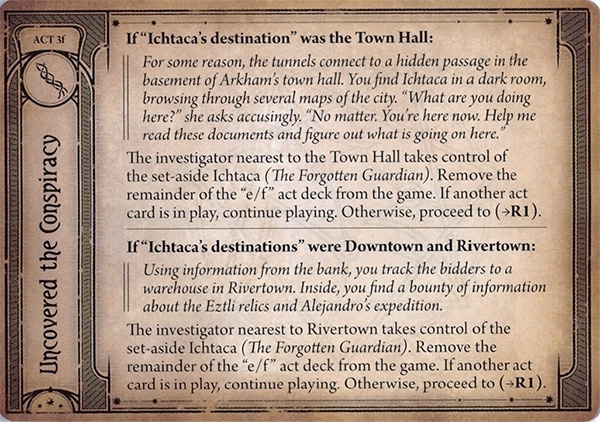 ACT 3f
Uncovered the Conspiracy
If “Ichtaca’s destination” was the Town Hall:
For some reason, the tunnels connect to a hidden passage in the
basement of Arkham’s town hall. You find Ichtaca in a dark room,
browsing through several maps of the city. “What are you doing
here?” she asks accusingly. “No matter. You’re here now. Help me
read these documents and figure out what is going on here.”
The investigator nearest to the Town Hall takes control of
the set-aside Ichtaca (The Forgotten Guardian). Remove the
remainder of the “e/f” act deck from the game. If another act
card is in play, continue playing. Otherwise, proceed to (→R1).
If “Ichtaca’s destinations” were Downtown and Rivertown:
Using information from the bank, you track the bidders to a
warehouse in Rivertown. Inside, you find a bounty of information
about the Eztli relics and Alejandro’s expedition.
The investigator nearest to Rivertown takes control of the
set-aside Ichtaca (The Forgotten Guardian). Remove the
remainder of the “e/f” act deck from the game. If another act
card is in play, continue playing. Otherwise, proceed to (→R1).